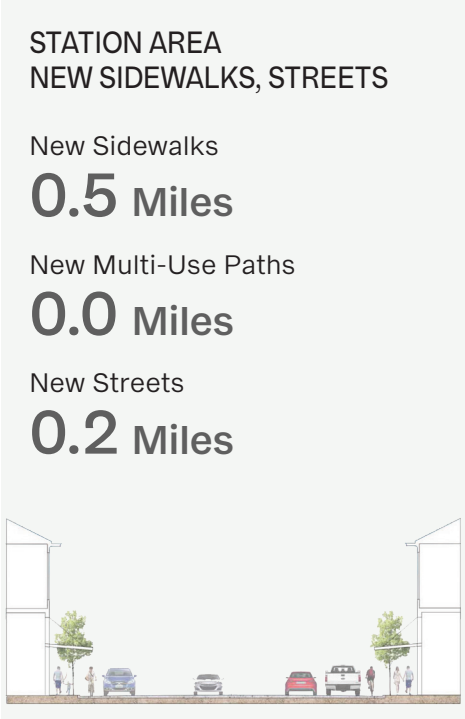 STATION AREA
NEW SIDEWALKS, STREETS
New Sidewalks
0.5 Miles
New Multi-Use Paths
0.0 Miles
New Streets
0.2 Miles